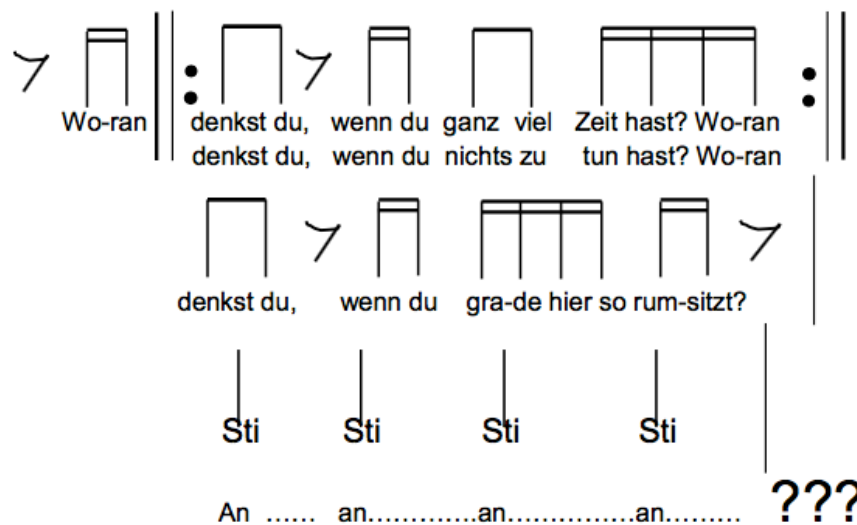 Wo-ran denkst du, wenn du ganz viel Zeit hast? Wo-ran
denkst du, wenn du nichts zu tun hast? Wo-ran
denkst du, wenn du gra-de hier so rum-sitzt?
Sti Sti Sti Sti
An …... an………….an……………an……... ???